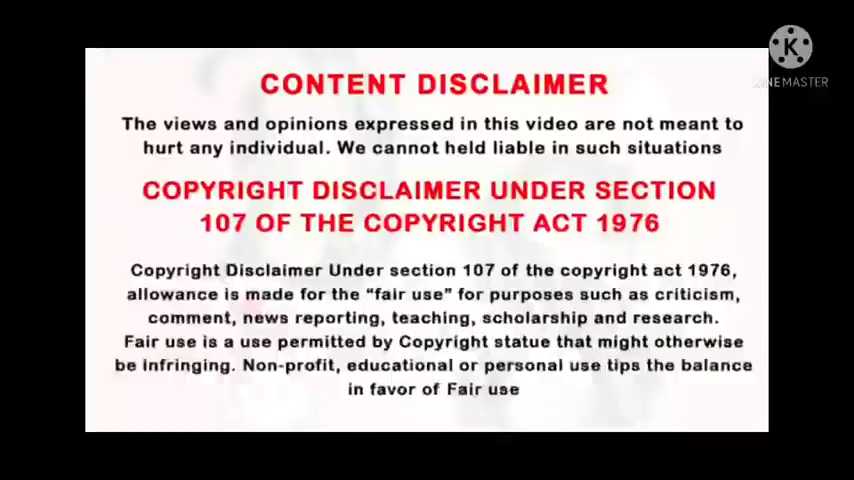 CONTENT DISCLAIMER
The views and opinions expressed in this video are not meant to
hurt any individual. We cannot held liable in such situations
COPYRIGHT DISCLAIMER UNDER SECTION
107 OF THE COPYRIGHT ACT 1976
Copyright Disclaimer Under section 107 of the copyright act 1976,
allowance is made for the “fair use” for purposes such as criticism,
comment, news reporting, teaching, scholarship and research.
Fair use is a use permitted by Copyright statue that might otherwise
be infringing. Non-profit, educational or personal use tips the balance
in favor of Fair use
K
KINEMASTER